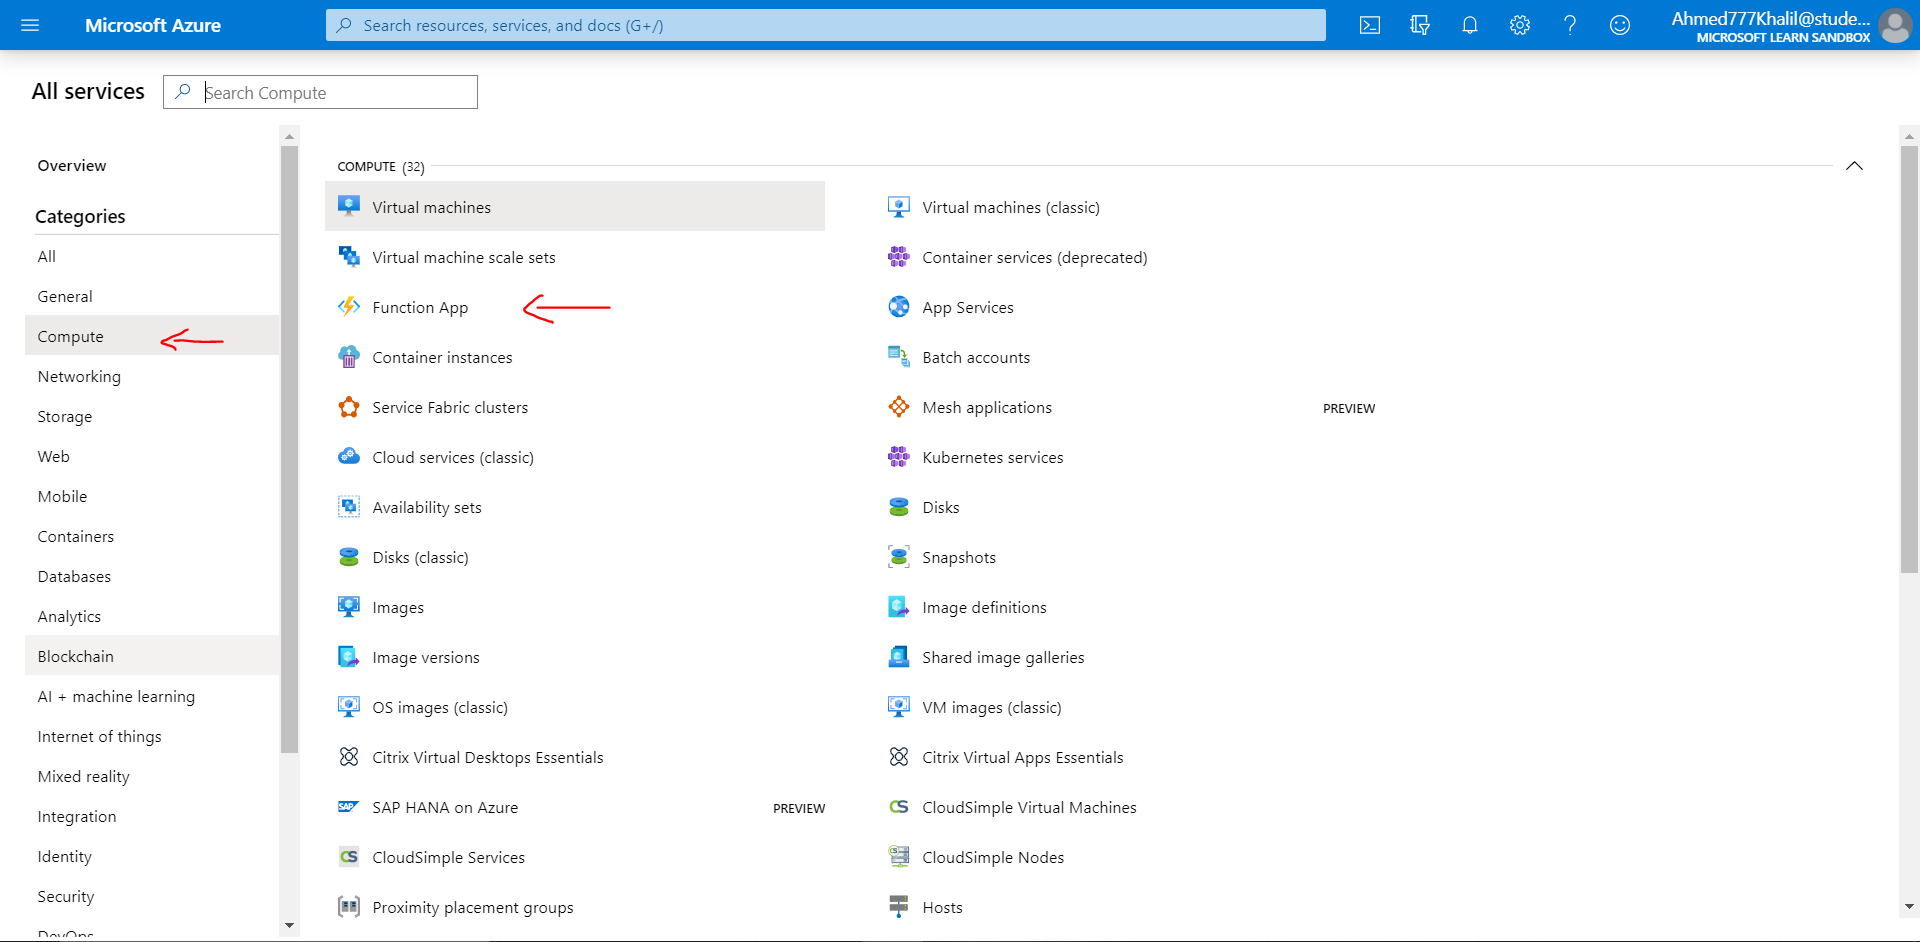 Microsoft Azure
Search resources, services, and docs (G+/)
Ahmed777Khalil@stude...
MICROSOFT LEARN SANDBOX
All services
Search Compute
Overview
Categories
All
General
Compute
Networking
Storage
Web
Mobile
Containers
Databases
Analytics
Blockchain
AI + machine learning
Internet of things
Mixed reality
Integration
Identity
Security
DevOps
COMPUTE (32)
Virtual machines
Virtual machines (classic)
Virtual machine scale sets
Container services (deprecated)
Function App
App Services
Container instances
Batch accounts
Service Fabric clusters
Mesh applications PREVIEW
Cloud services (classic)
Kubernetes services
Availability sets
Disks
Disks (classic)
Snapshots
Images
Image definitions
Image versions
Shared image galleries
OS images (classic)
VM images (classic)
Citrix Virtual Desktops Essentials
Citrix Virtual Apps Essentials
SAP HANA on Azure PREVIEW
CloudSimple Virtual Machines
CloudSimple Services
CloudSimple Nodes
Proximity placement groups
Hosts